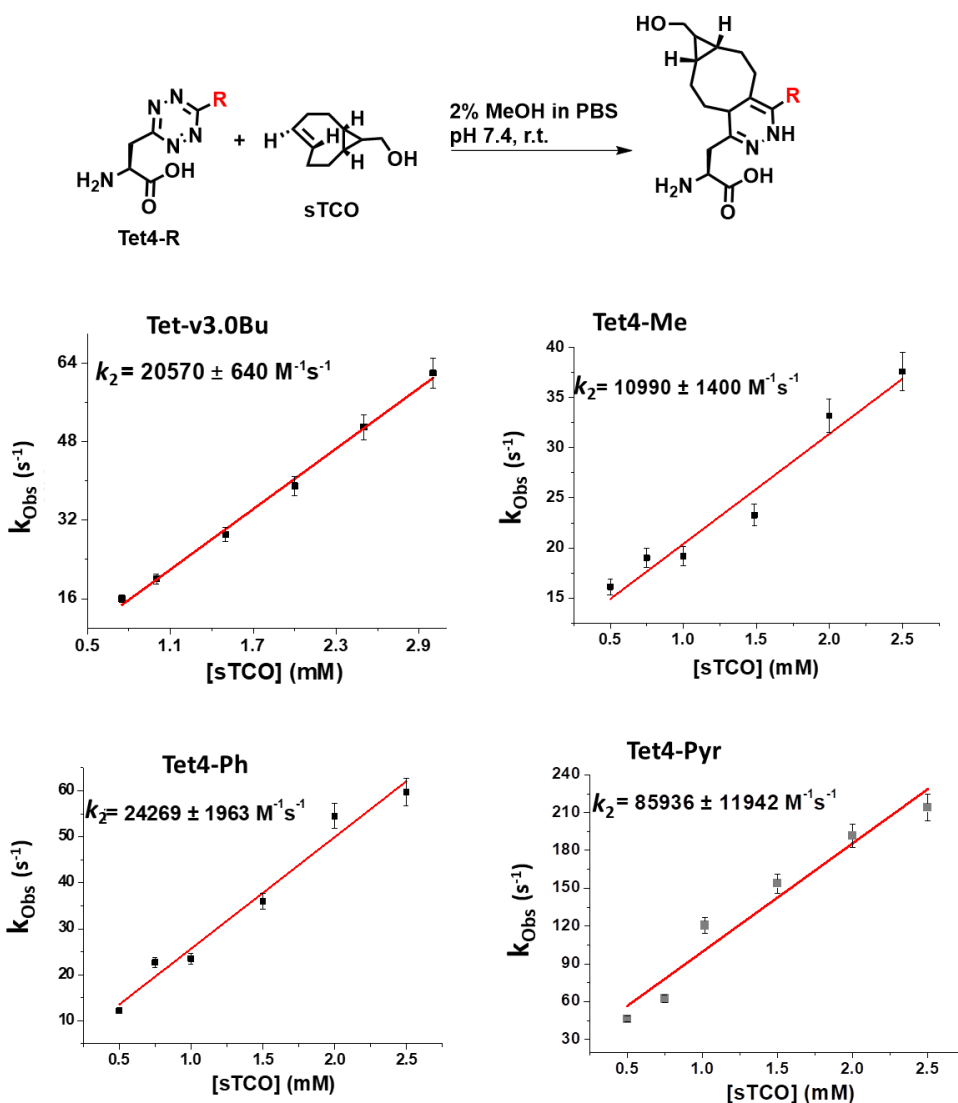 HO
H
H
R
N
NH
N
H2N
OH
O
N
N
N
N
R
H2N
OH
O
Tet4-R
+
H
H
H
H
OH
sTCO
2% MeOH in PBS
pH 7.4, r.t.
Tet-v3.0Bu
k2 = 20570 ± 640 M-1s-1
64
48
32
16
kObs (s-1)
0.5 1.1 1.7 2.3 2.9
[sTCO] (mM)
Tet4-Me
k2= 10990 ± 1400 M-1s-1
40
35
30
25
20
15
kObs (s-1)
0.5 1.0 1.5 2.0 2.5
[sTCO] (mM)
Tet4-Ph
k2= 24269 ± 1963 M-1s-1
60
50
40
30
20
10
kObs (s-1)
0.5 1.0 1.5 2.0 2.5
[sTCO] (mM)
Tet4-Pyr
k2= 85936 ± 11942 M-1s-1
240
210
180
150
120
90
60
30
kObs (s-1)
0.5 1.0 1.5 2.0 2.5
[sTCO] (mM)